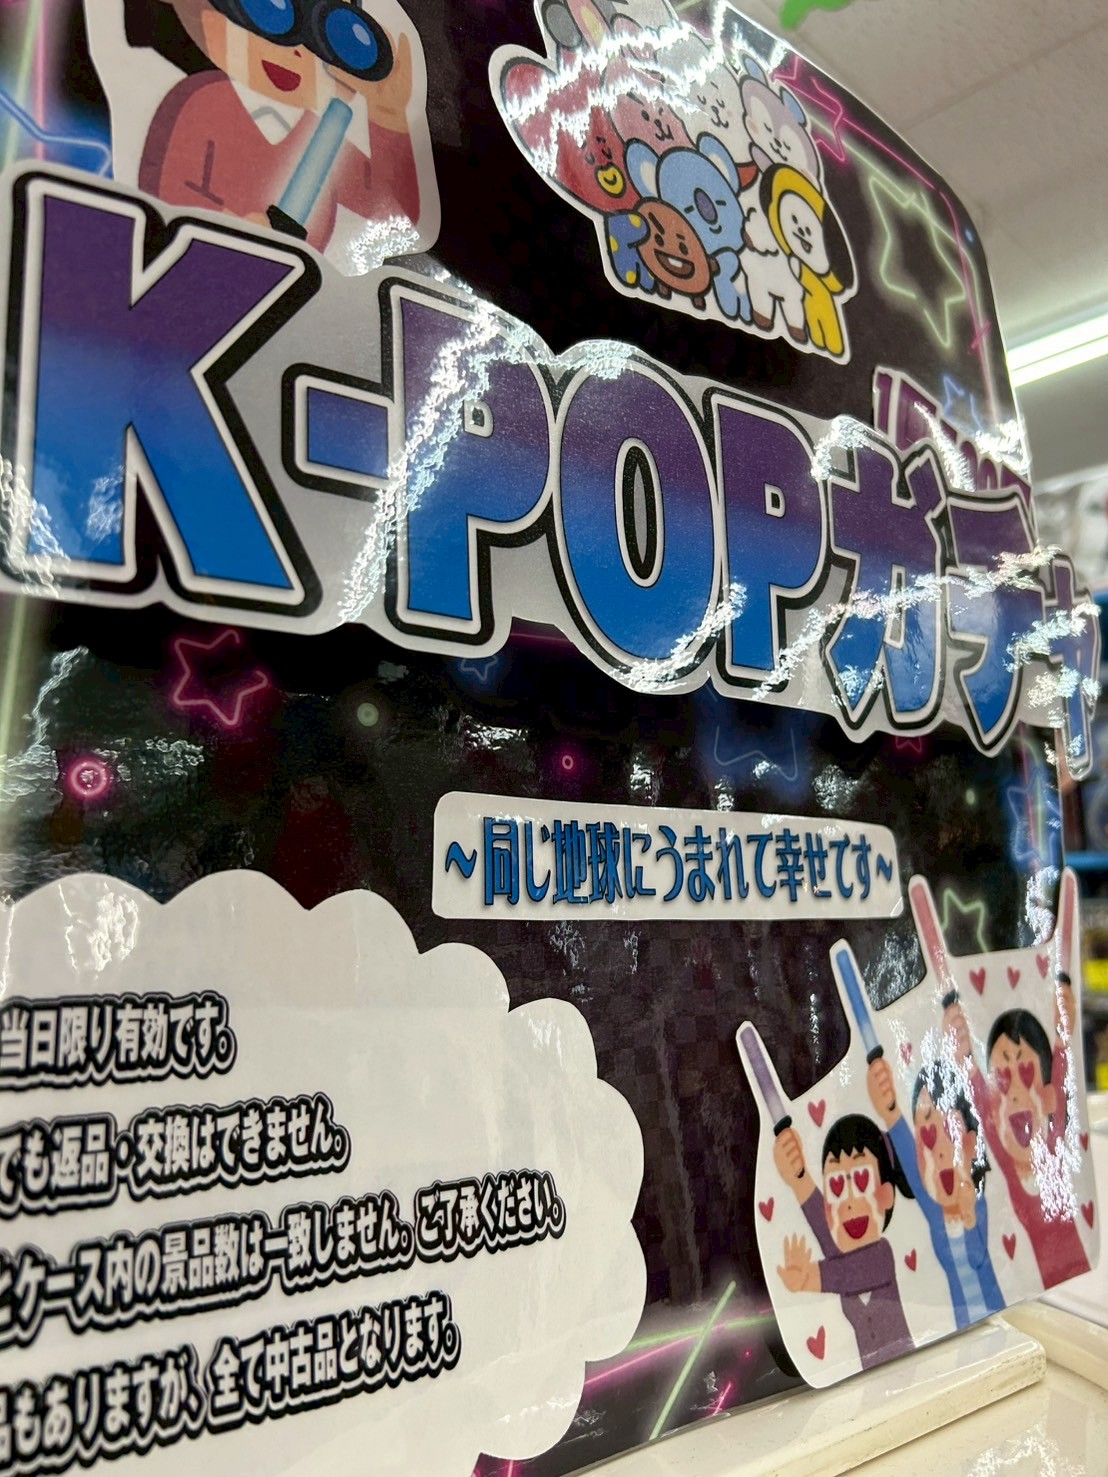 K-POPガチャ
~同じ地球にうまれて幸せです~
当日限り有効です。
でも返品・交換はできません。
とケース内の景品数は一致しません。ご了承ください。
品もありますが、全て中古品となります。